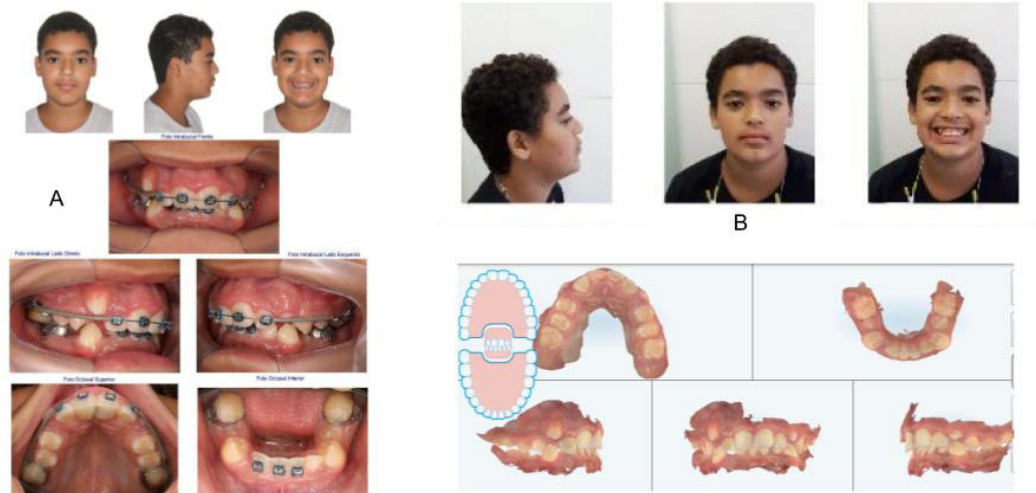 Foto Intrabucal Frente
A
Foto Intrabucal Lado Direito
Foto Intrabucal Lado Esquerdo
Foto Oclusal Superior
Foto Oclusal Inferior
B